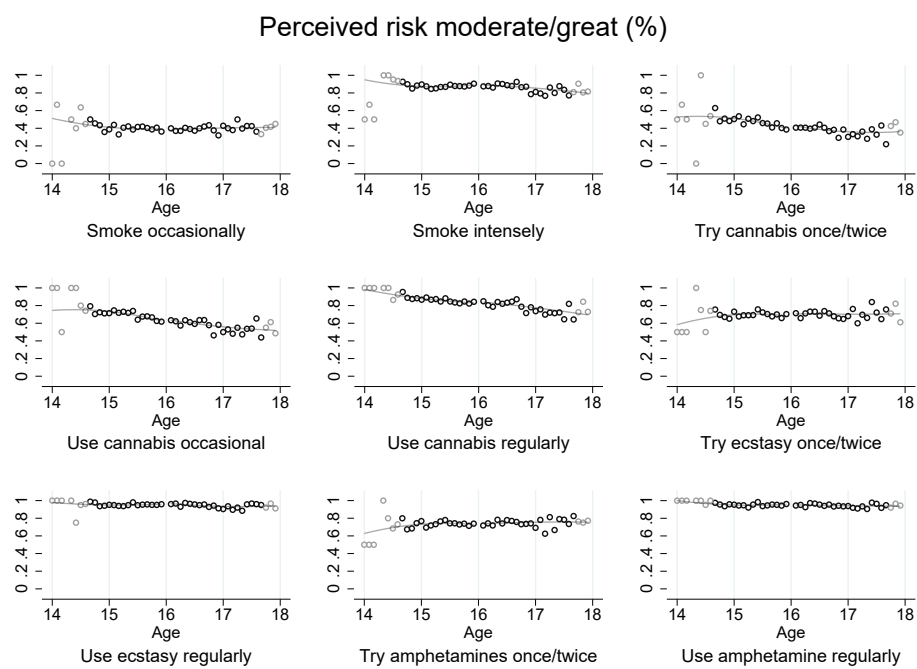 Perceived risk moderate/great (%)
0 .2 .4 .6 .8 1
14 15 16 17 18
Age
Smoke occasionally
0 .2 .4 .6 .8 1
14 15 16 17 18
Age
Smoke intensely
0 .2 .4 .6 .8 1
14 15 16 17 18
Age
Try cannabis once/twice
0 .2 .4 .6 .8 1
14 15 16 17 18
Age
Use cannabis occasional
0 .2 .4 .6 .8 1
14 15 16 17 18
Age
Use cannabis regularly
0 .2 .4 .6 .8 1
14 15 16 17 18
Age
Try ecstasy once/twice
0 .2 .4 .6 .8 1
14 15 16 17 18
Age
Use ecstasy regularly
0 .2 .4 .6 .8 1
14 15 16 17 18
Age
Try amphetamines once/twice
0 .2 .4 .6 .8 1
14 15 16 17 18
Age
Use amphetamine regularly